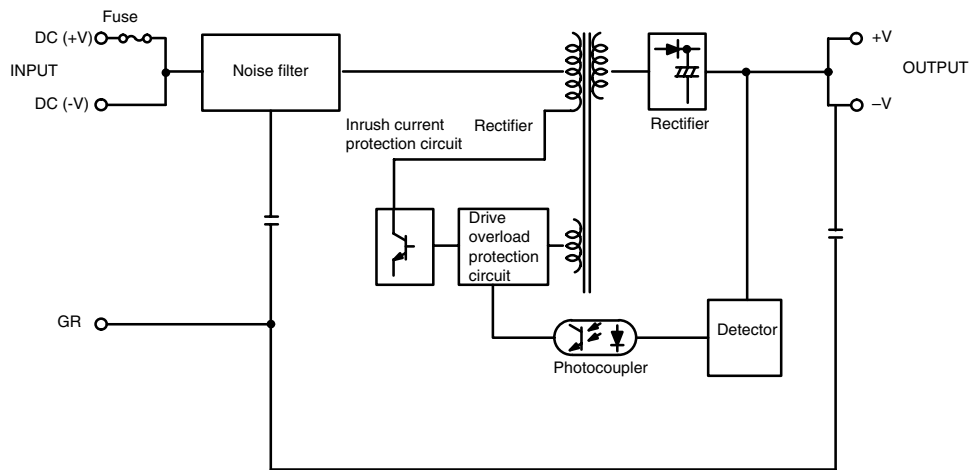 Fuse
DC (+V)
INPUT
DC (-V)
Noise filter
Inrush current
protection circuit
Rectifier
Rectifier
+V
OUTPUT
–V
Drive
overload
protection
circuit
GR
Photocoupler
Detector